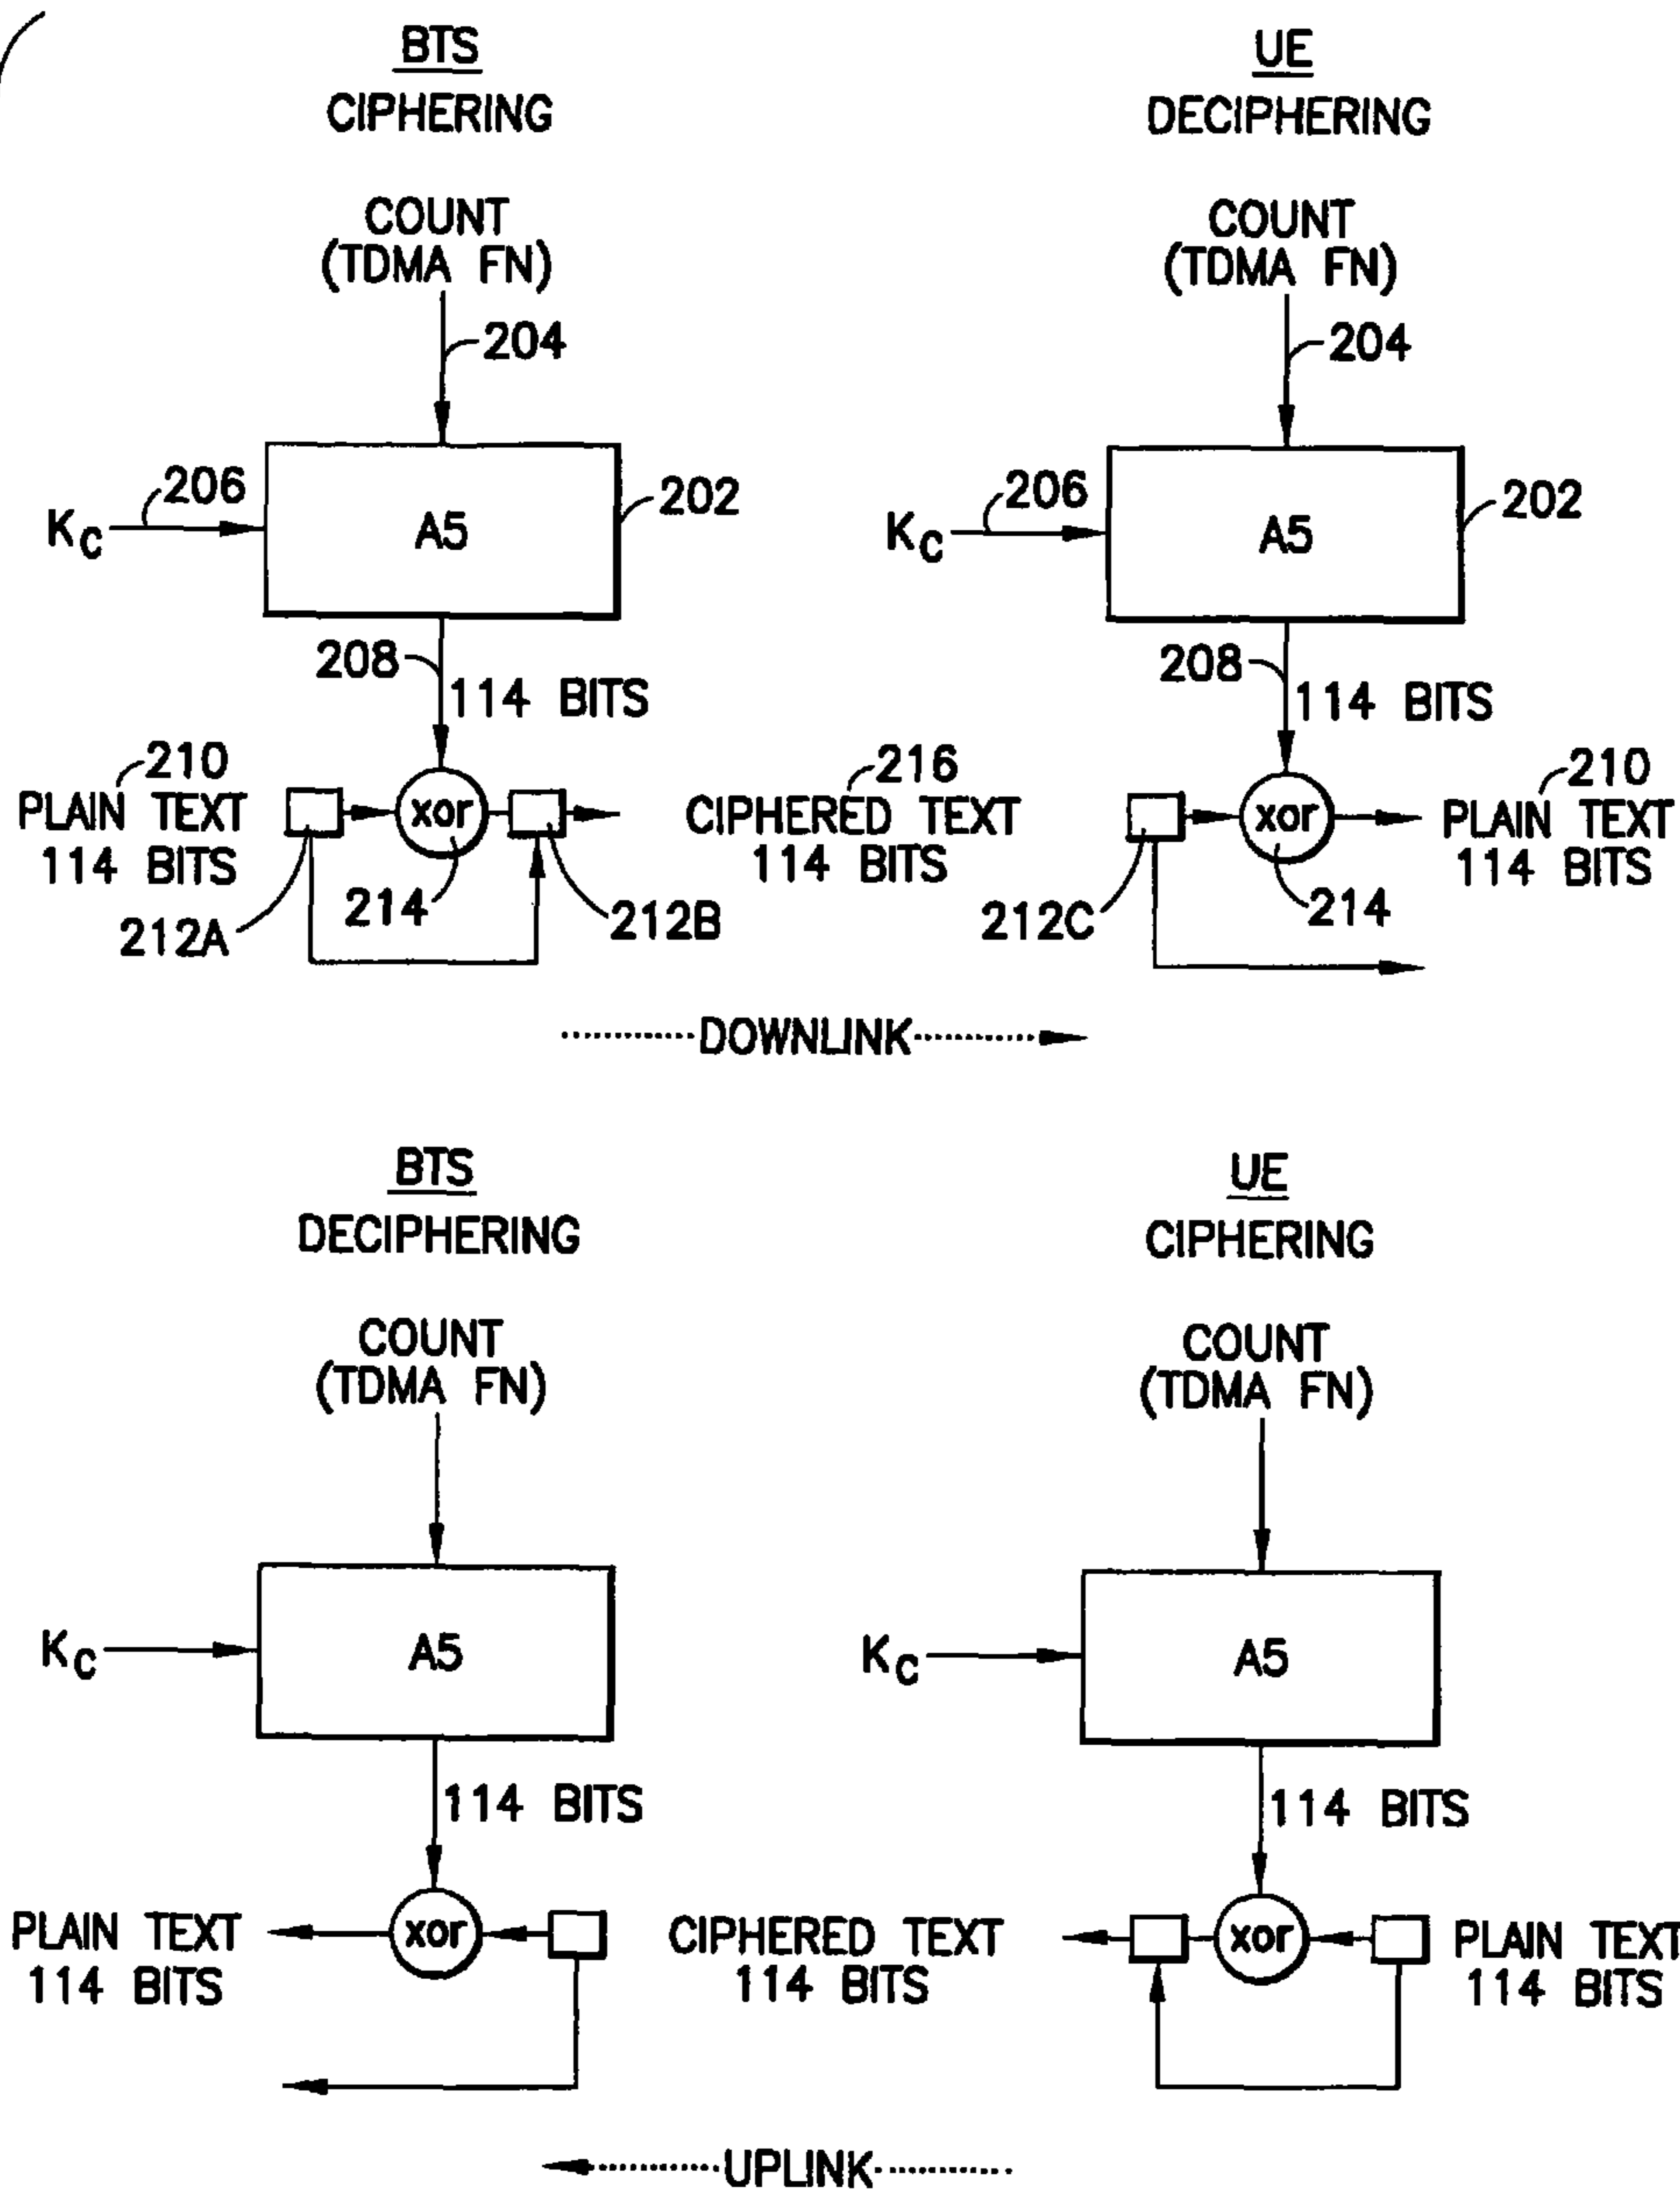 BTS
CIPHERING
UE
DECIPHERING
COUNT
(TDMA FN)
204
COUNT
(TDMA FN)
204
206
KC
A5
202
206
KC
A5
202
208
114 BITS
208
114 BITS
210
PLAIN TEXT
114 BITS
xor
216
CIPHERED TEXT
114 BITS
xor
210
PLAIN TEXT
114 BITS
212A
214
212B
212C
214
DOWNLINK
BTS
DECIPHERING
UE
CIPHERING
COUNT
(TDMA FN)
COUNT
(TDMA FN)
KC
A5
KC
A5
114 BITS
114 BITS
PLAIN TEXT
114 BITS
xor
CIPHERED TEXT
114 BITS
xor
PLAIN TEXT
114 BITS
UPLINK